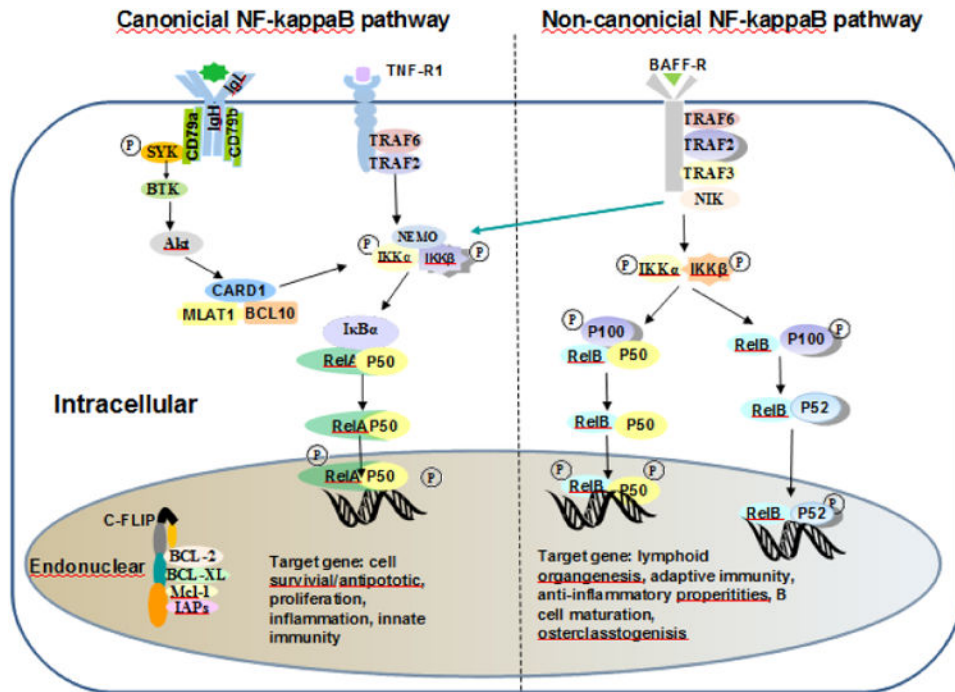 Canonicial NF-kappaB pathway
Non-canonicial NF-kappaB pathway
IgL
IgH
CD79a
CD79b
P
SYK
BTK
Akt
CARD1
MLAT1
BCL10
TNF-R1
TRAF6
TRAF2
NEMO
P
IKKα
IKKβ
P
IκBα
RelA
P50
RelA
P50
P
RelA
P50
P
BAFF-R
TRAF6
TRAF2
TRAF3
NIK
P
IKKα
IKKβ
P
P
P100
RelB
P50
RelB
P50
P
P
RelB
P50
P100
P
RelB
RelB
P52
P
RelB
P52
Intracellular
Endonuclear
C-FLIP
BCL-2
BCL-XL
Mcl-1
IAPs
Target gene: cell
survivial/antipototic,
proliferation,
inflammation, innate
immunity
Target gene: lymphoid
organgenesis, adaptive immunity,
anti-inflammatory properitities, B
cell maturation,
osterclasstogenisis